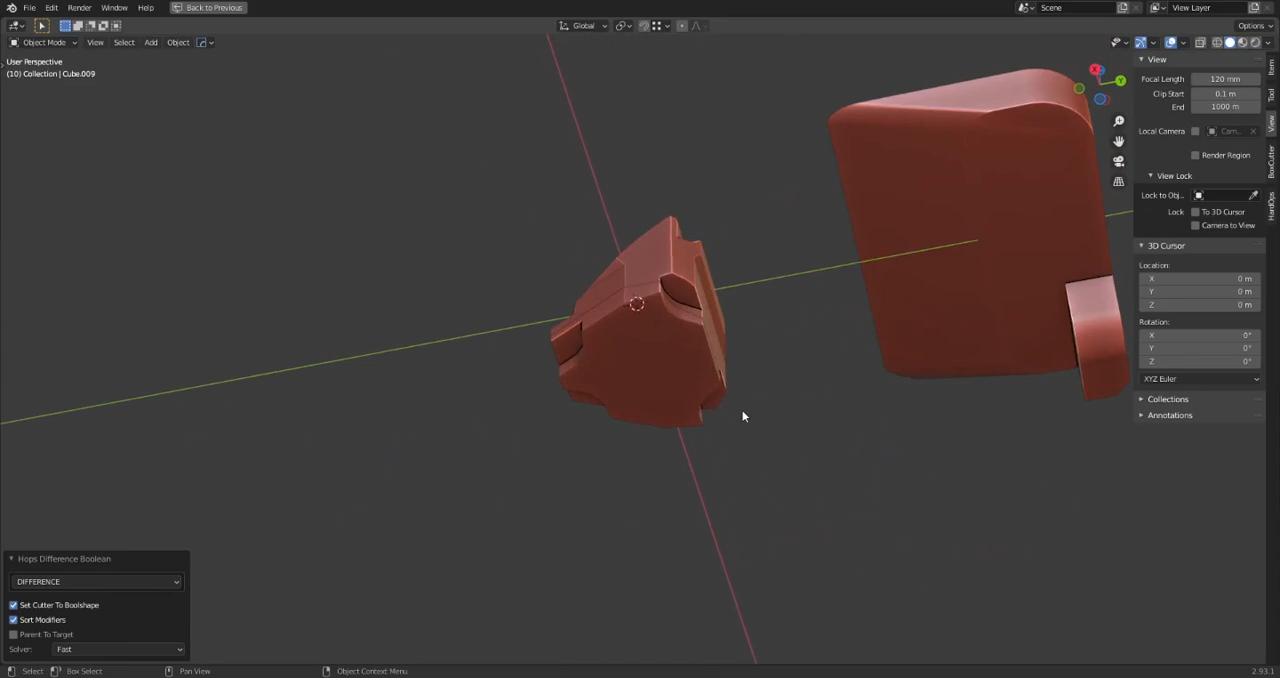 File Edit Render Window Help Back to Previous Scene View Layer
Global Options
Object Mode View Select Add Object
User Perspective
(10) Collection | Cube.009
View
Focal Length 120 mm
Clip Start 0.1 m
End 1000 m
Local Camera Cam...
Render Region
View Lock
Lock to Obj...
Lock To 3D Cursor
Camera to View
3D Cursor
Location:
X 0 m
Y 0 m
Z 0 m
Rotation:
X 0°
Y 0°
Z 0°
XYZ Euler
Collections
Annotations
Item
Tool
View
BoxCutter
HardOps
X
Y
Hops Difference Boolean
DIFFERENCE
Set Cutter To Boolshape
Sort Modifiers
Parent To Target
Solver: Fast
Select Box Select Pan View Object Context Menu 2.93.1